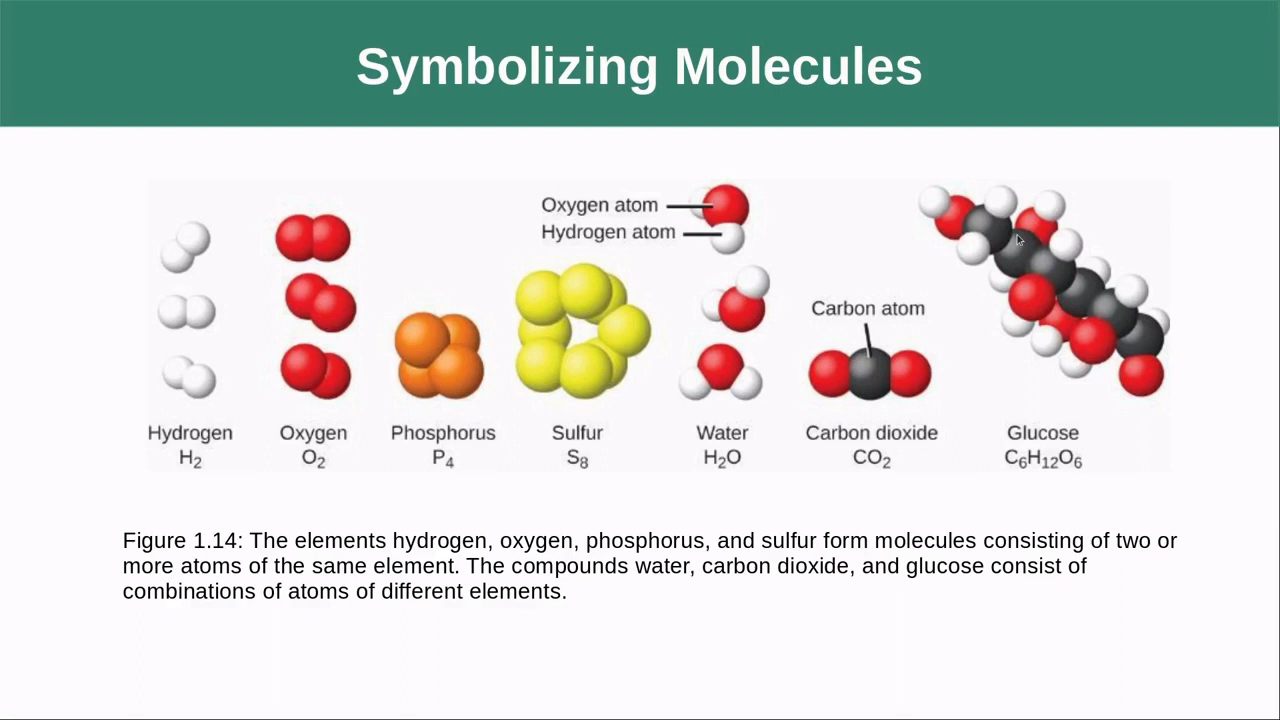 Symbolizing Molecules
Oxygen atom
Hydrogen atom
Carbon atom
Hydrogen
H₂
Oxygen
O₂
Phosphorus
P₄
Sulfur
S₈
Water
H₂O
Carbon dioxide
CO₂
Glucose
C₆H₁₂O₆
Figure 1.14: The elements hydrogen, oxygen, phosphorus, and sulfur form molecules consisting of two or
more atoms of the same element. The compounds water, carbon dioxide, and glucose consist of
combinations of atoms of different elements.